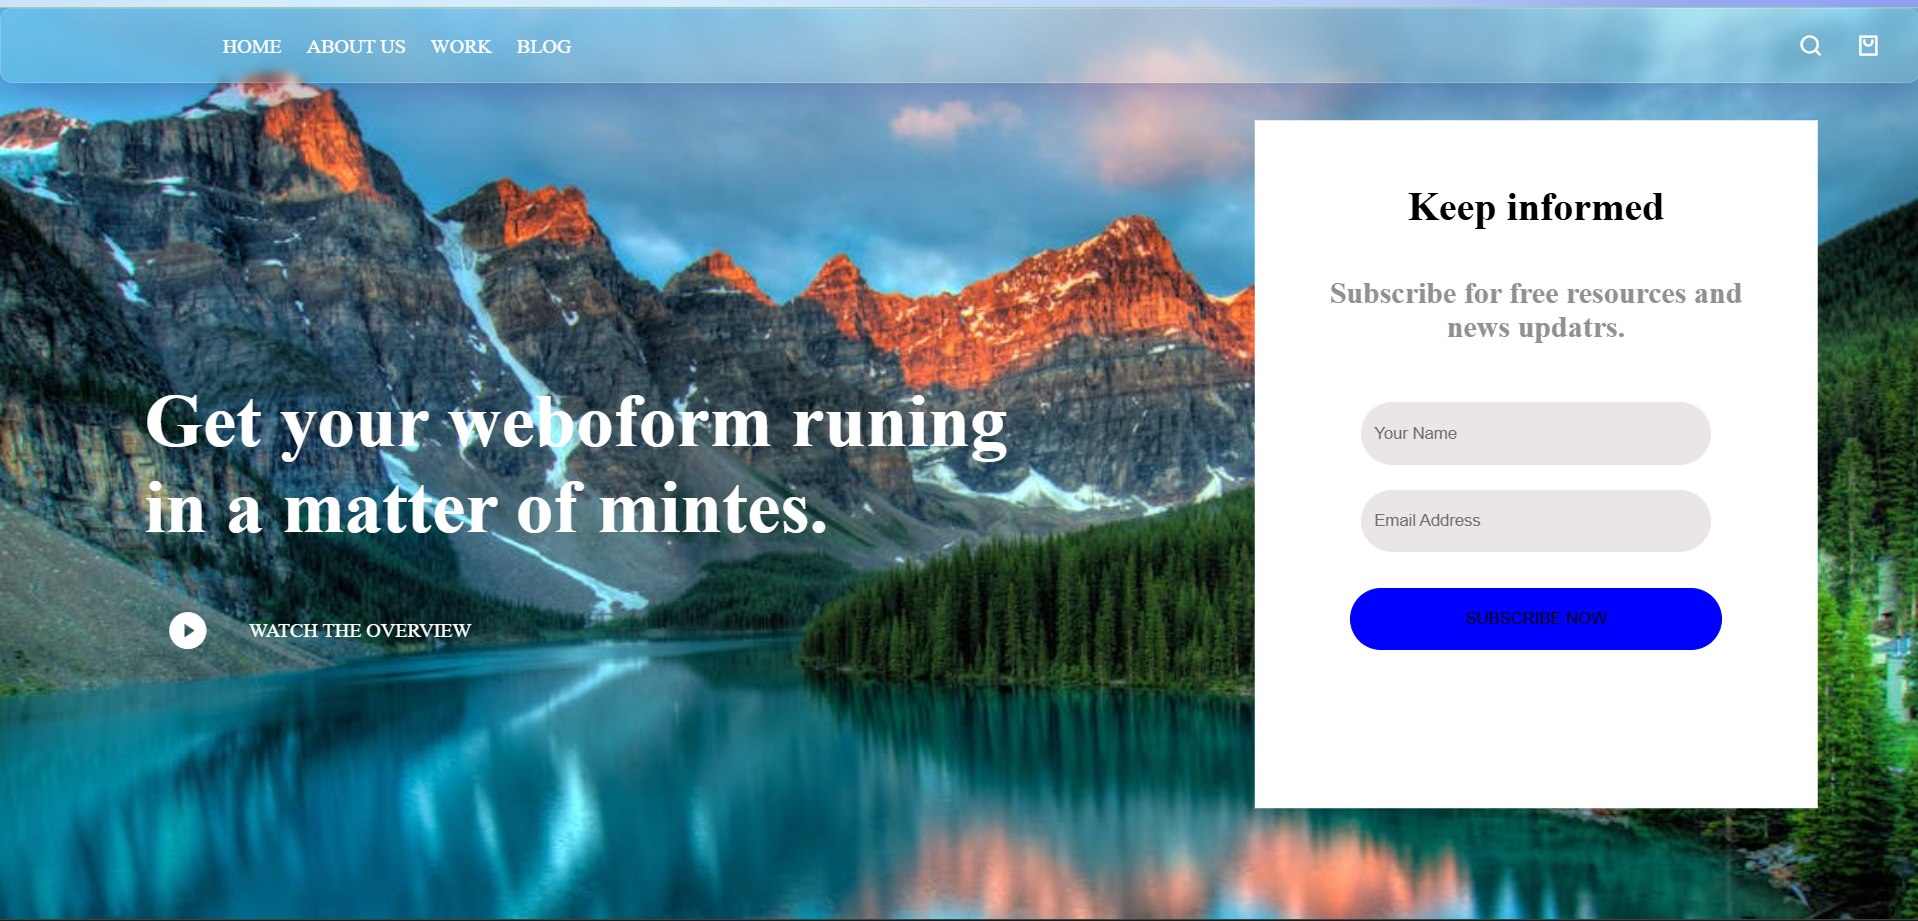 HOME ABOUT US WORK BLOG
Get your weboform runing
in a matter of mintes.
WATCH THE OVERVIEW
Keep informed
Subscribe for free resources and
news updatrs.
Your Name
Email Address
SUBSCRIBE NOW